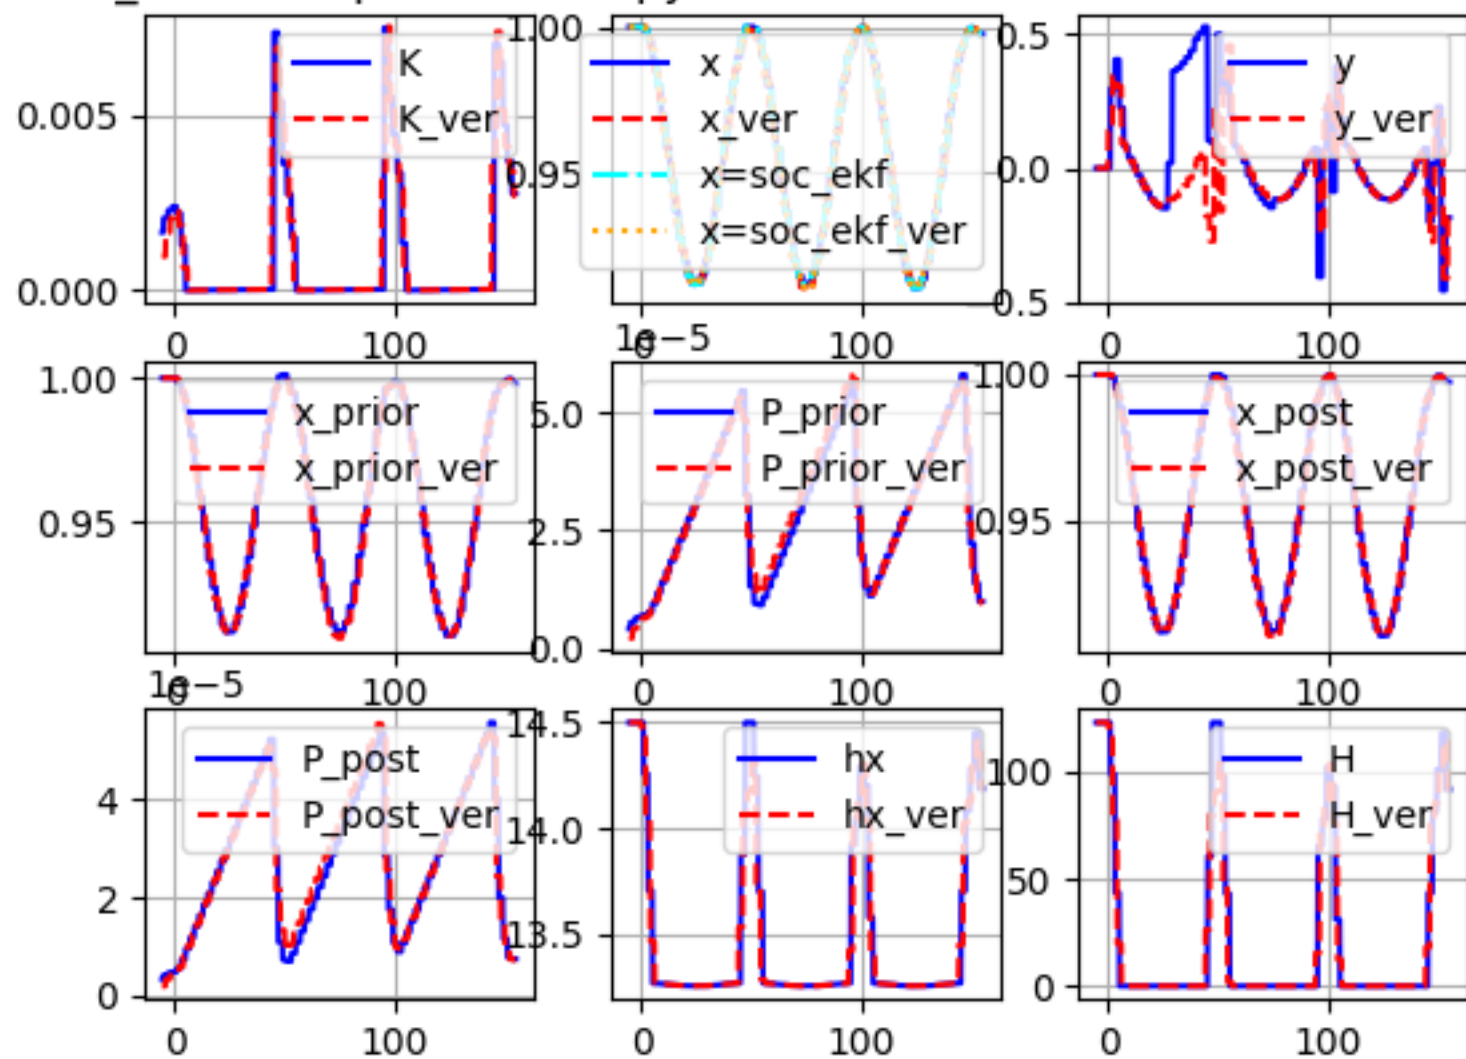 K
K_ver
0.005
0.000
0
100
1.00
0.95
x
x_ver
x=soc_ekf
x=soc_ekf_ver
0
100
0.5
0.0
0.5
y
y_ver
0
100
1.00
0.95
x_prior
x_prior_ver
0
100
1e−5
5.0
2.5
0.0
P_prior
P_prior_ver
0
100
1.00
0.95
x_post
x_post_ver
0
100
1e−5
4
2
0
P_post
P_post_ver
0
100
14.5
14.0
13.5
hx
hx_ver
0
100
100
50
0
H
H_ver
0
100